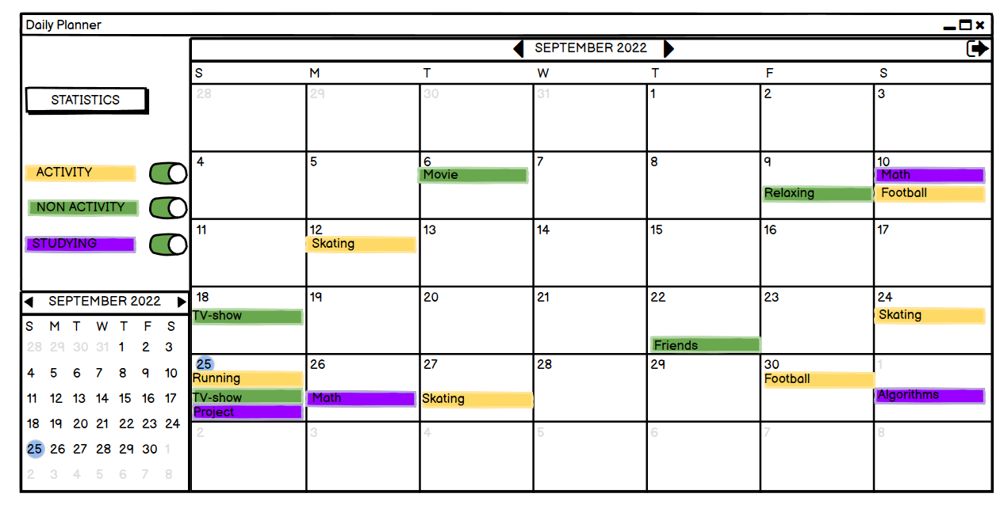 Daily Planner
SEPTEMBER 2022
S M T W T F S
28 29 30 31 1 2 3
STATISTICS
4 5 6 7 8 9 10
Movie Math
Relaxing Football
ACTIVITY
NON ACTIVITY
STUDYING
11 12 13 14 15 16 17
Skating
18 19 20 21 22 23 24
TV-show Skating
Friends
25 26 27 28 29 30 1
Running Football
TV-show Math Skating Algorithms
Project
2 3 4 5 6 7 8
SEPTEMBER 2022
S M T W T F S
28 29 30 31 1 2 3
4 5 6 7 8 9 10
11 12 13 14 15 16 17
18 19 20 21 22 23 24
25 26 27 28 29 30 1
2 3 4 5 6 7 8